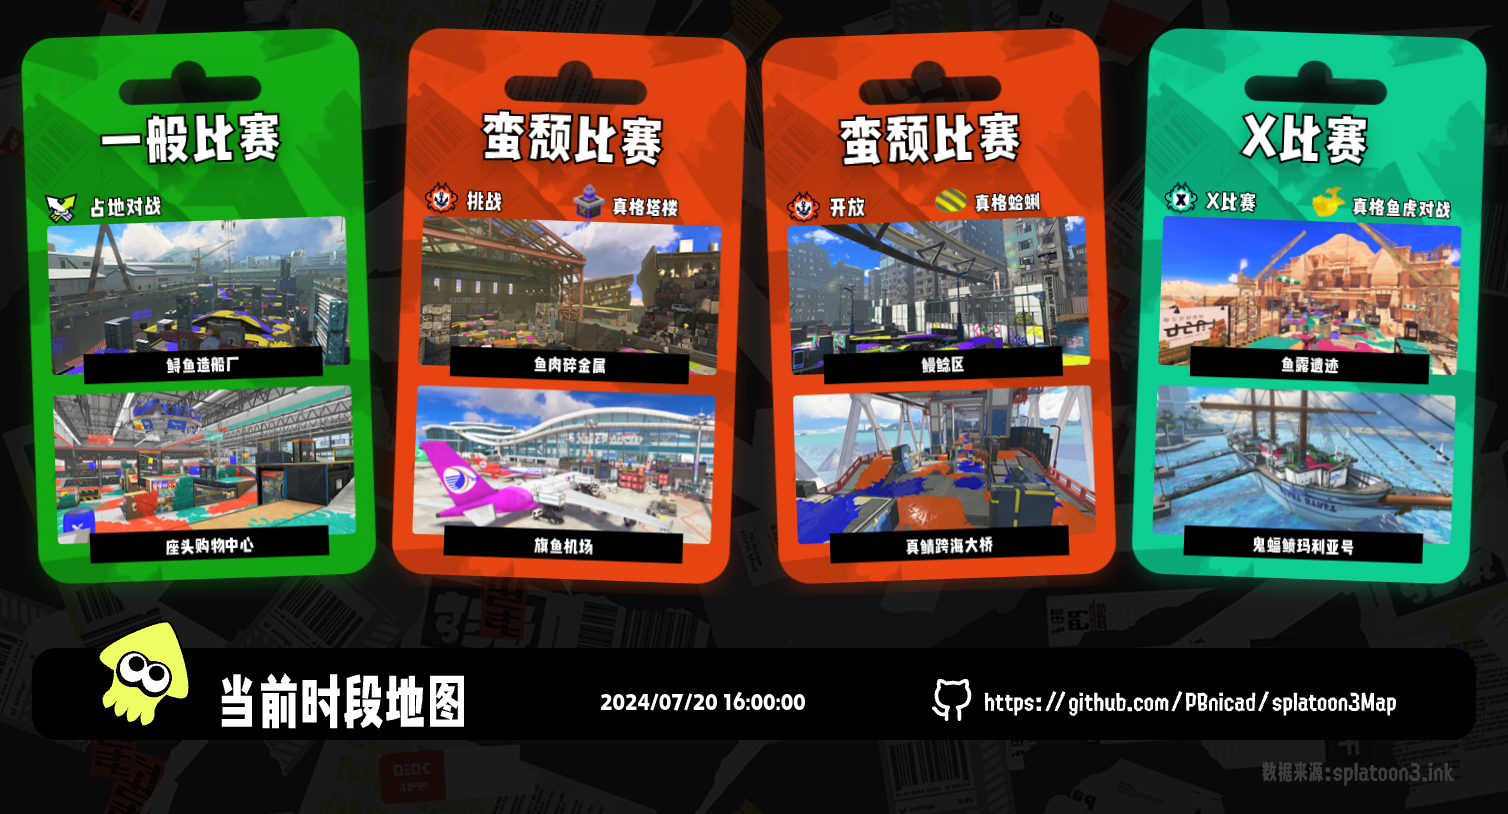 一般比赛
占地对战
鲟鱼造船厂
座头购物中心
蛮颓比赛
挑战
真格塔楼
鱼肉碎金属
旗鱼机场
蛮颓比赛
开放
真格蛤蜊
鳗鲶区
真鲭跨海大桥
X比赛
X比赛
真格鱼虎对战
鱼露遗迹
鬼蝠鲼玛利亚号
当前时段地图
2024/07/20 16:00:00
https://github.com/PBnicad/splatoon3Map
数据来源:splatoon3.ink